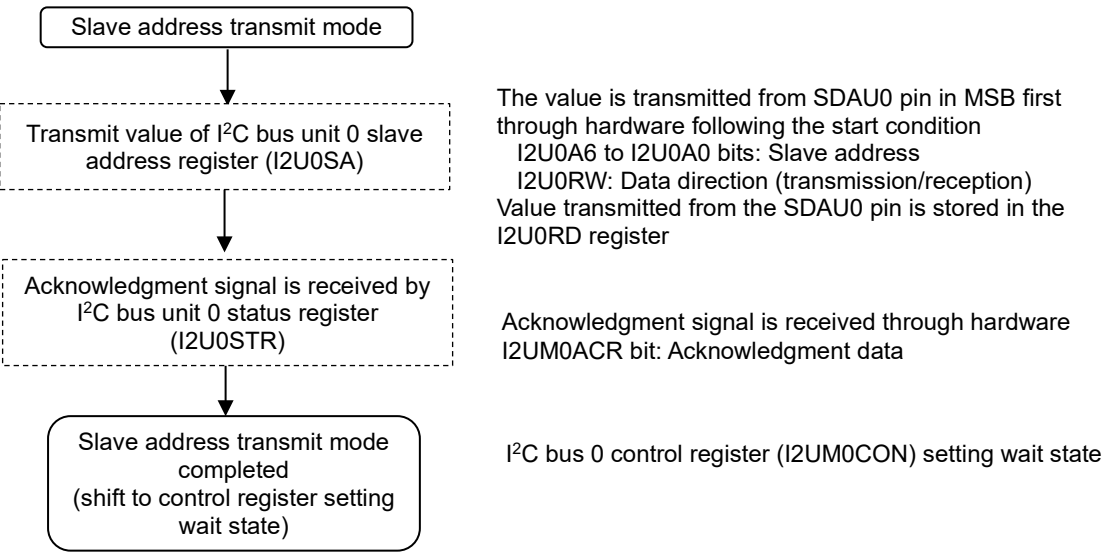 Slave address transmit mode
Transmit value of I²C bus unit 0 slave
address register (I2U0SA)
The value is transmitted from SDAU0 pin in MSB first
through hardware following the start condition
I2U0A6 to I2U0A0 bits: Slave address
I2U0RW: Data direction (transmission/reception)
Value transmitted from the SDAU0 pin is stored in the
I2U0RD register
Acknowledgment signal is received by
I²C bus unit 0 status register
(I2U0STR)
Acknowledgment signal is received through hardware
I2UM0ACR bit: Acknowledgment data
Slave address transmit mode
completed
(shift to control register setting
wait state)
I²C bus 0 control register (I2UM0CON) setting wait state